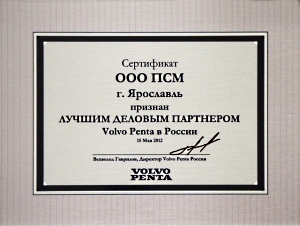 Сертификат
ООО ПСМ
г. Ярославль
признан
ЛУЧШИМ ДЕЛОВЫМ ПАРТНЕРОМ
Volvo Penta в России
15 Мая 2012
Всеволод Гаврилов, Директор Volvo Penta Россия
VOLVO
PENTA